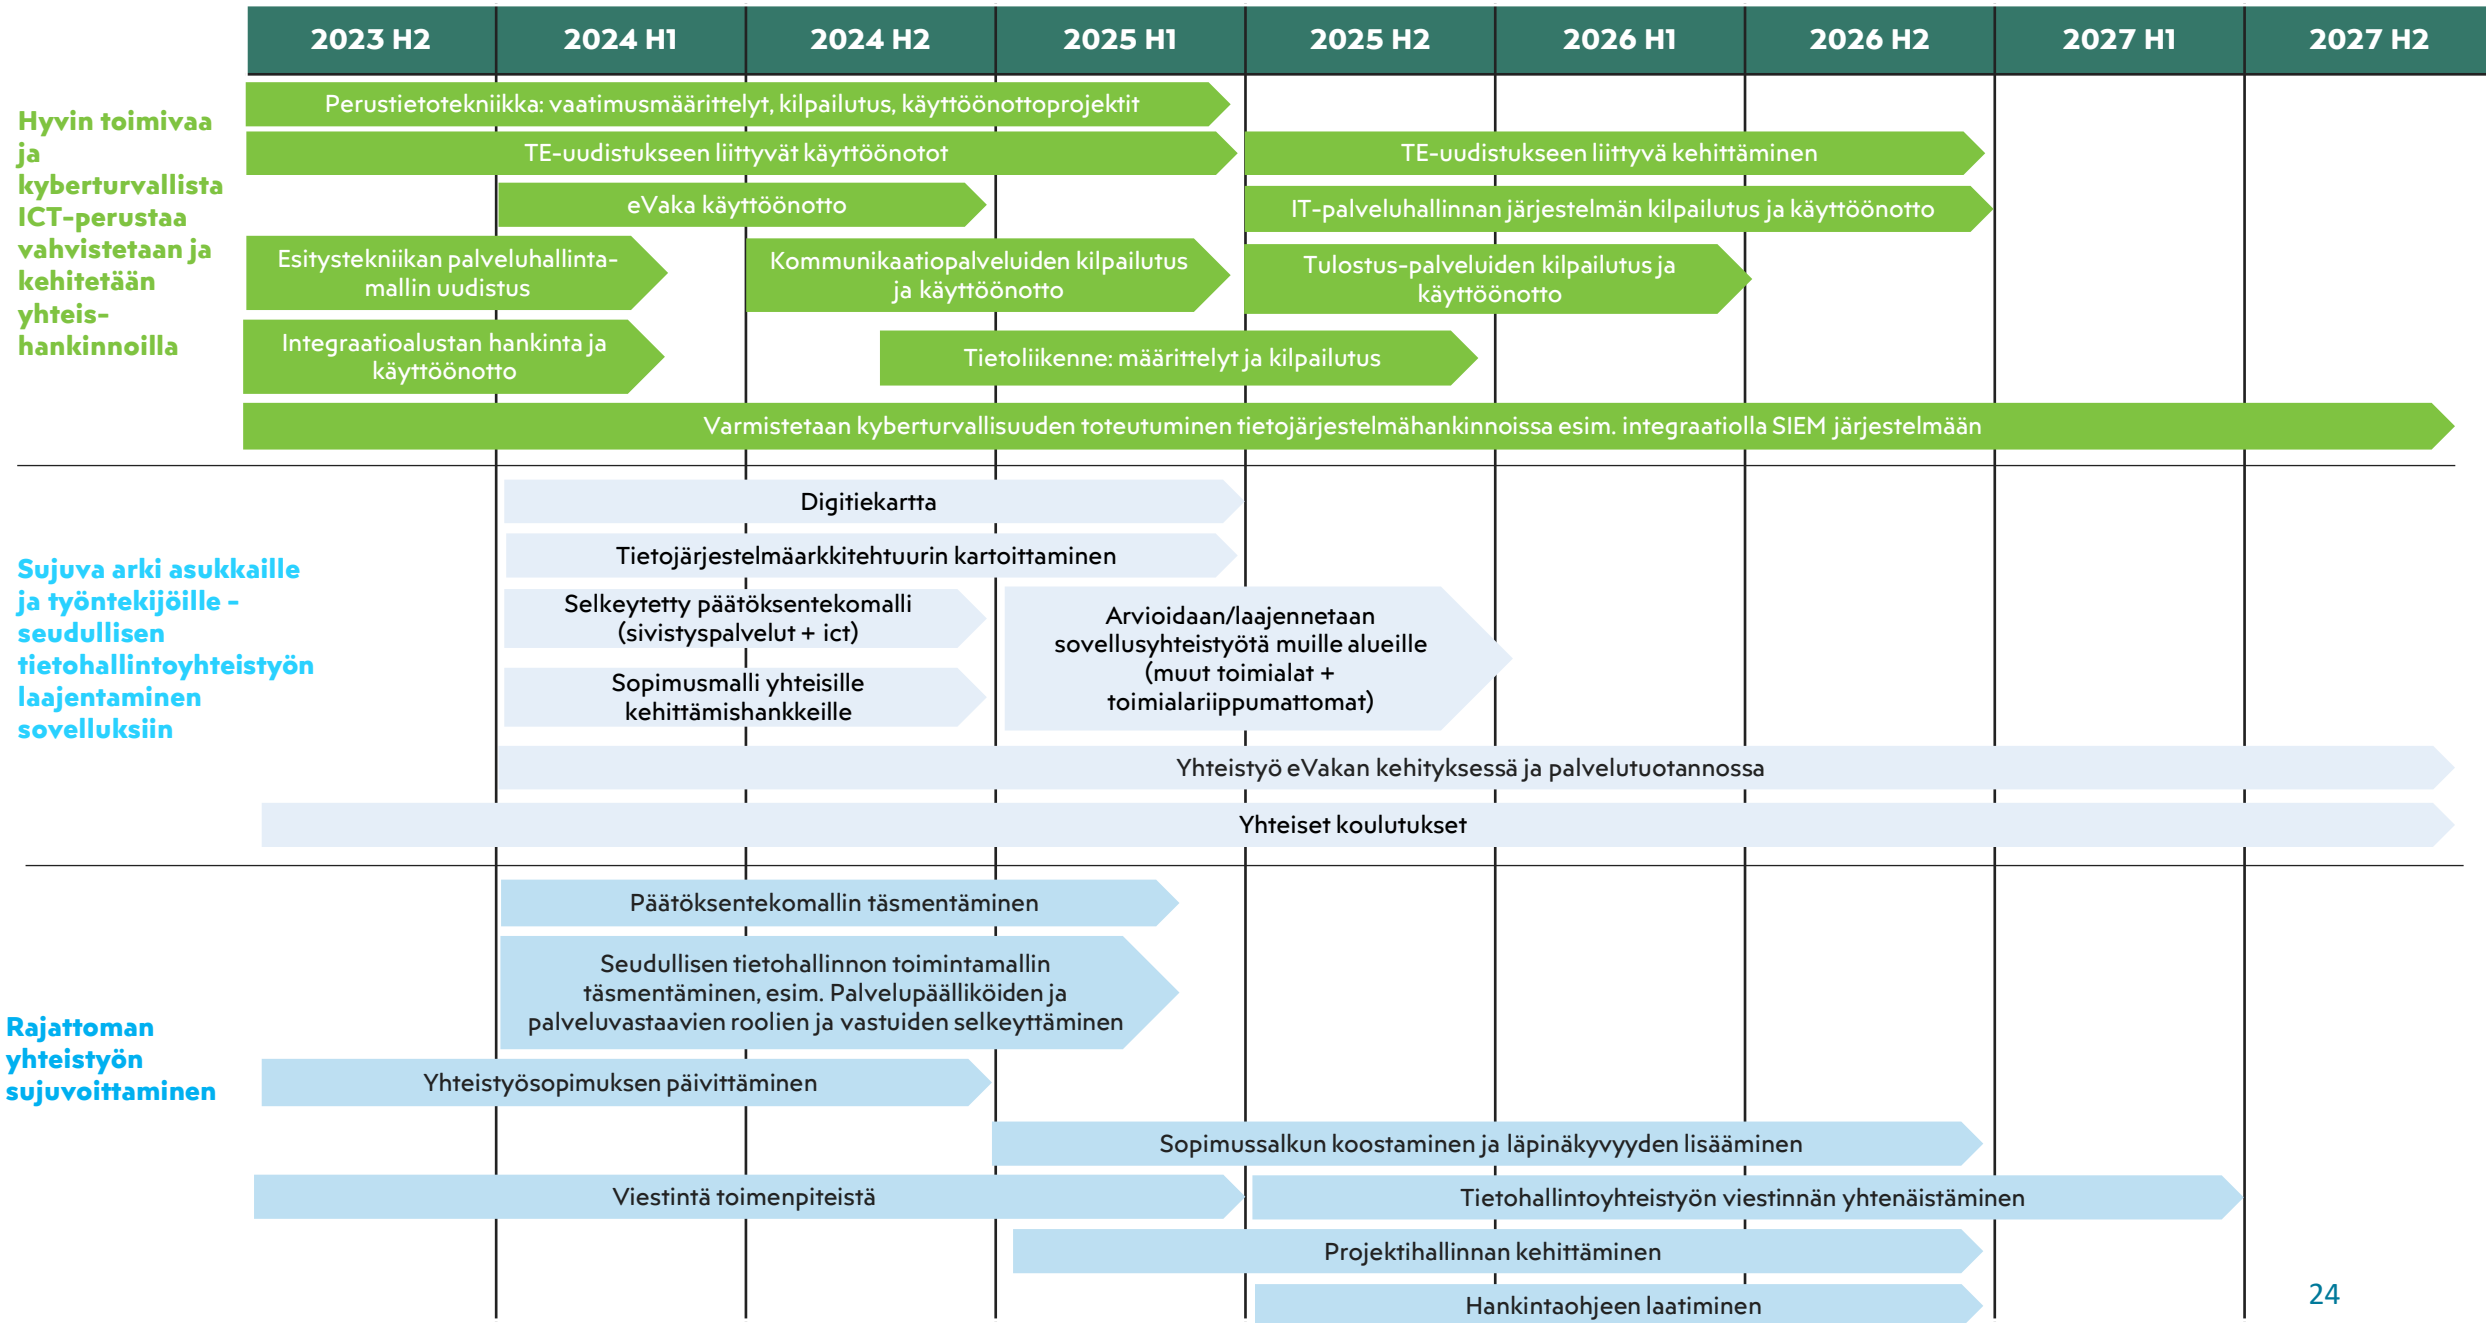 2023 H2
2024 H1
2024 H2
2025 H1
2025 H2
2026 H1
2026 H2
2027 H1
2027 H2
Hyvin toimivaa
ja
kyberturvallista
ICT-perustaa
vahvistetaan ja
kehitetään
yhteis-
hankinnoilla
Perustietotekniikka: vaatimusmäärittelyt, kilpailutus, käyttöönottoprojektit
TE-uudistukseen liittyvät käyttöönotot
TE-uudistukseen liittyvä kehittäminen
eVaka käyttöönotto
IT-palveluhallinnan järjestelmän kilpailutus ja käyttöönotto
Esitystekniikan palveluhallinta-
mallin uudistus
Kommunikaatiopalveluiden kilpailutus
ja käyttöönotto
Tulostus-palveluiden kilpailutus ja
käyttöönotto
Integraatioalustan hankinta ja
käyttöönotto
Tietoliikenne: määrittelyt ja kilpailutus
Varmistetaan kyberturvallisuuden toteutuminen tietojärjestelmähankinnoissa esim. integraatiolla SIEM järjestelmään
Sujuva arki asukkaille
ja työntekijöille -
seudullisen
tietohallintoyhteistyön
laajentaminen
sovelluksiin
Digitiekartta
Tietojärjestelmäarkkitehtuurin kartoittaminen
Selkeytetty päätöksentekomalli
(sivistyspalvelut + ict)
Sopimusmalli yhteisille
kehittämishankkeille
Arvioidaan/laajennetaan
sovellusyhteistyötä muille alueille
(muut toimialat +
toimialariippumattomat)
Yhteistyö eVakan kehityksessä ja palvelutuotannossa
Yhteiset koulutukset
Rajattoman
yhteistyön
sujuvoittaminen
Päätöksentekomallin täsmentäminen
Seudullisen tietohallinnon toimintamallin
täsmentäminen, esim. Palvelupäälliköiden ja
palveluvastaavien roolien ja vastuiden selkeyttäminen
Yhteistyösopimuksen päivittäminen
Sopimussalkun koostaminen ja läpinäkyvyyden lisääminen
Viestintä toimenpiteistä
Tietohallintoyhteistyön viestinnän yhtenäistäminen
Projektihallinnan kehittäminen
Hankintaohjeen laatiminen
24